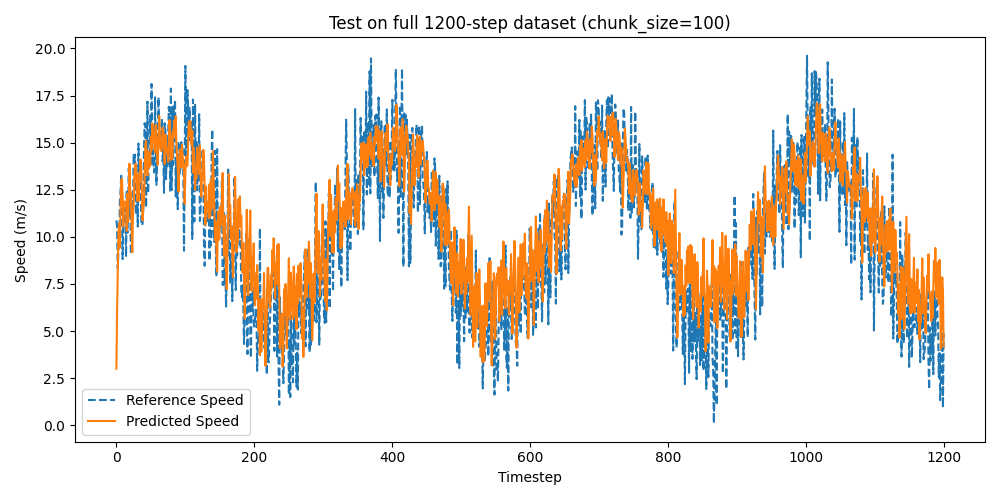 Test on full 1200-step dataset (chunk_size=100)
20.0
17.5
15.0
12.5
10.0
7.5
5.0
2.5
0.0
Speed (m/s)
Reference Speed
Predicted Speed
0 200 400 600 800 1000 1200
Timestep